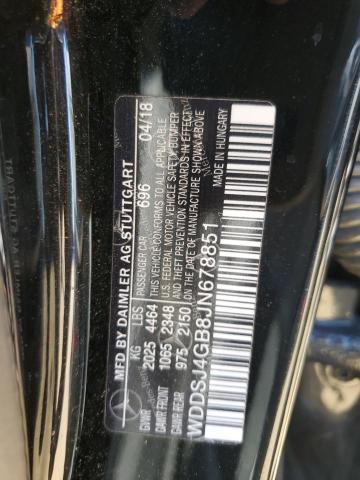 MFD BY DAIMLER AG STUTTGART
KG LBS PASSENGER CAR 696 04/18
GVWR 2025 4464 THIS VEHICLE CONFORMS TO ALL APPLICABLE
GAWR FRONT 1065 2348 U.S. FEDERAL MOTOR VEHICLE SAFETY BUMPER
GAWR REAR 975 2150 AND THEFT PREVENTION STANDARDS IN EFFECT
ON THE DATE OF MANUFACTURE SHOWN ABOVE
WDDSJ4GB8JN678851
MADE IN HUNGARY